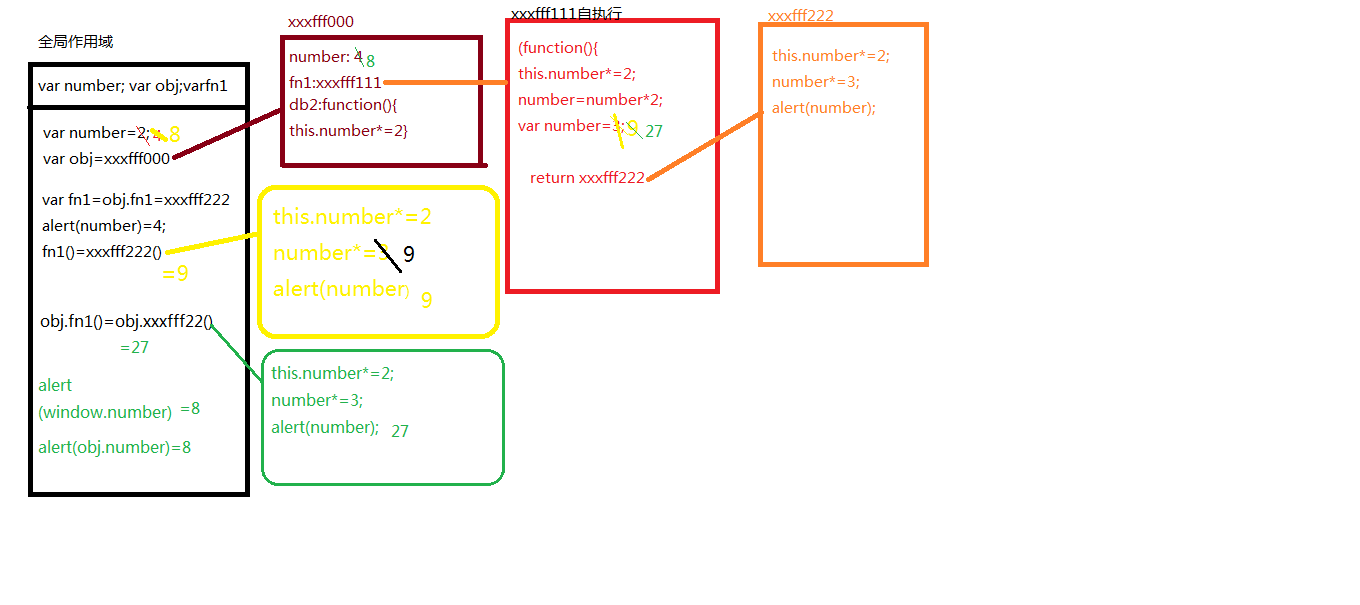 全局作用域
var number; var obj;varfn1
var number=2; 4 8
var obj=xxxfff000
var fn1=obj.fn1=xxxfff222
alert(number)=4;
fn1()=xxxfff222()
=9
obj.fn1()=obj.xxxfff22()
=27
alert
(window.number) =8
alert(obj.number)=8
xxxfff000
number: 4 8
fn1:xxxfff111
db2:function(){
this.number*=2}
this.number*=2
number*=3 9
alert(number) 9
this.number*=2;
number*=3;
alert(number); 27
xxxfff111自执行
(function(){
this.number*=2;
number=number*2;
var number=3; 9 27
return xxxfff222
xxxfff222
this.number*=2;
number*=3;
alert(number);